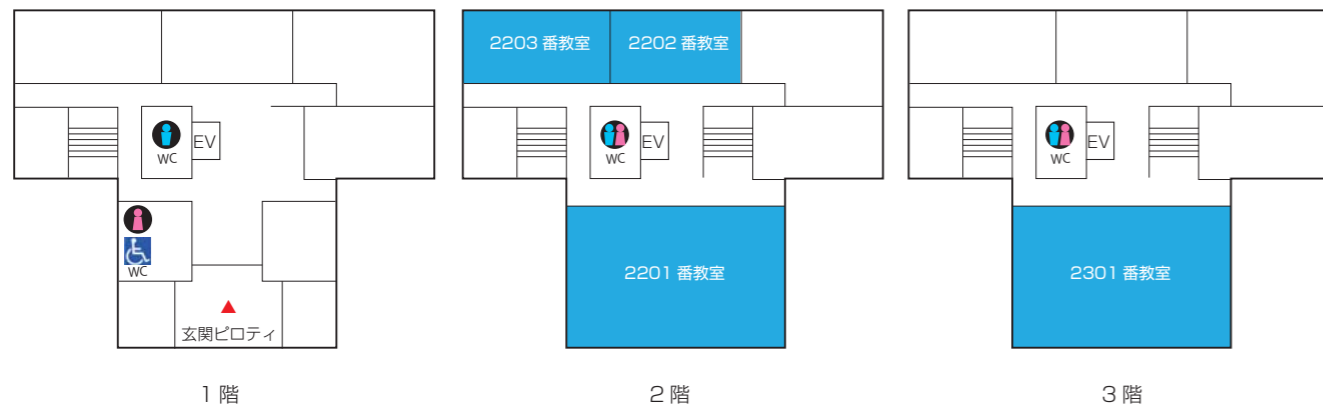 2203 番教室
2202 番教室
WC
EV
WC
EV
WC
EV
WC
2201 番教室
2301 番教室
玄関ピロティ
1 階
2 階
3 階